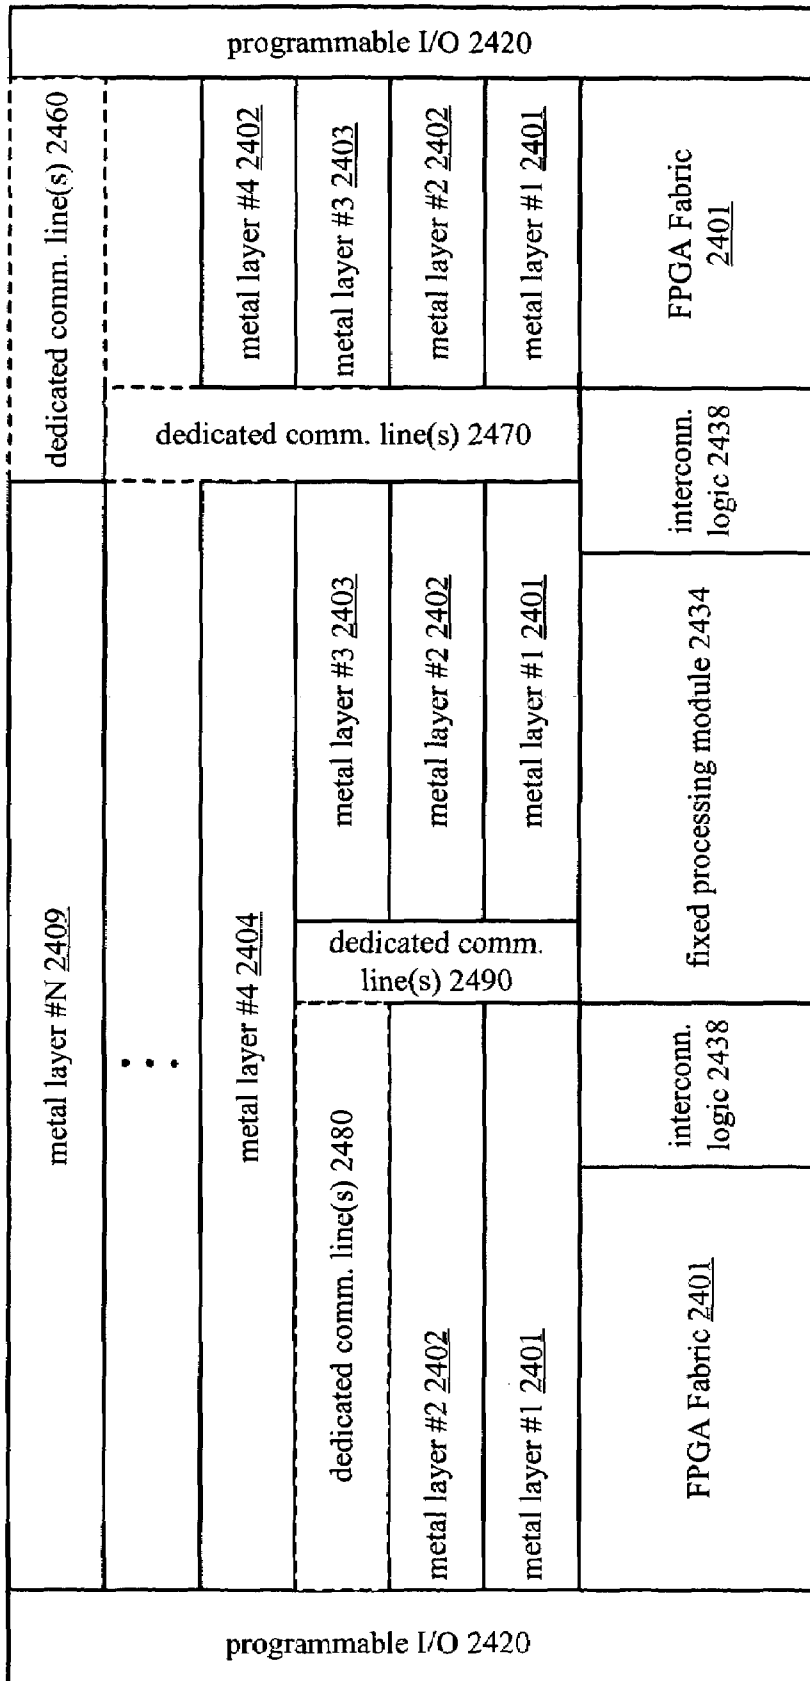 programmable I/O 2420
dedicated comm. line(s) 2460
metal layer #4 2402
metal layer #3 2403
metal layer #2 2402
metal layer #1 2401
FPGA Fabric
2401
dedicated comm. line(s) 2470
interconn.
logic 2438
metal layer #N 2409
• • •
metal layer #4 2404
metal layer #3 2403
metal layer #2 2402
metal layer #1 2401
fixed processing module 2434
dedicated comm.
line(s) 2490
interconn.
logic 2438
dedicated comm. line(s) 2480
metal layer #2 2402
metal layer #1 2401
FPGA Fabric 2401
programmable I/O 2420